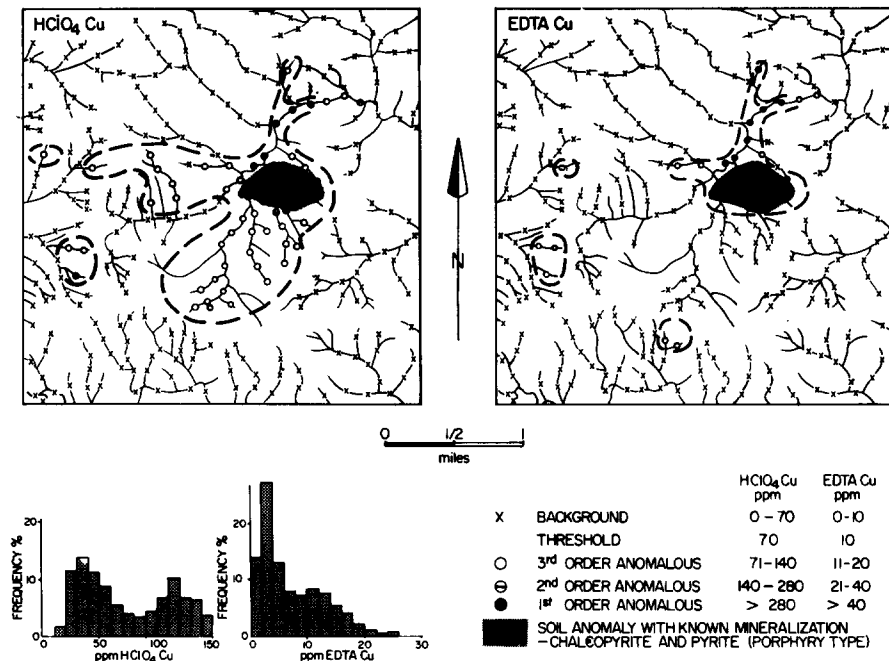 HClO₄ Cu
EDTA Cu
N
0 1/2 1
miles
FREQUENCY %
20
10
0
0 50 100 150
ppm HClO₄ Cu
FREQUENCY %
20
10
0
0 10 20 30
ppm EDTA Cu
HClO₄ Cu EDTA Cu
ppm ppm
X BACKGROUND 0-70 0-10
THRESHOLD 70 10
3rd ORDER ANOMALOUS 71-140 11-20
2nd ORDER ANOMALOUS 140-280 21-40
1st ORDER ANOMALOUS > 280 > 40
SOIL ANOMALY WITH KNOWN MINERALIZATION
-CHALCOPYRITE AND PYRITE (PORPHYRY TYPE)